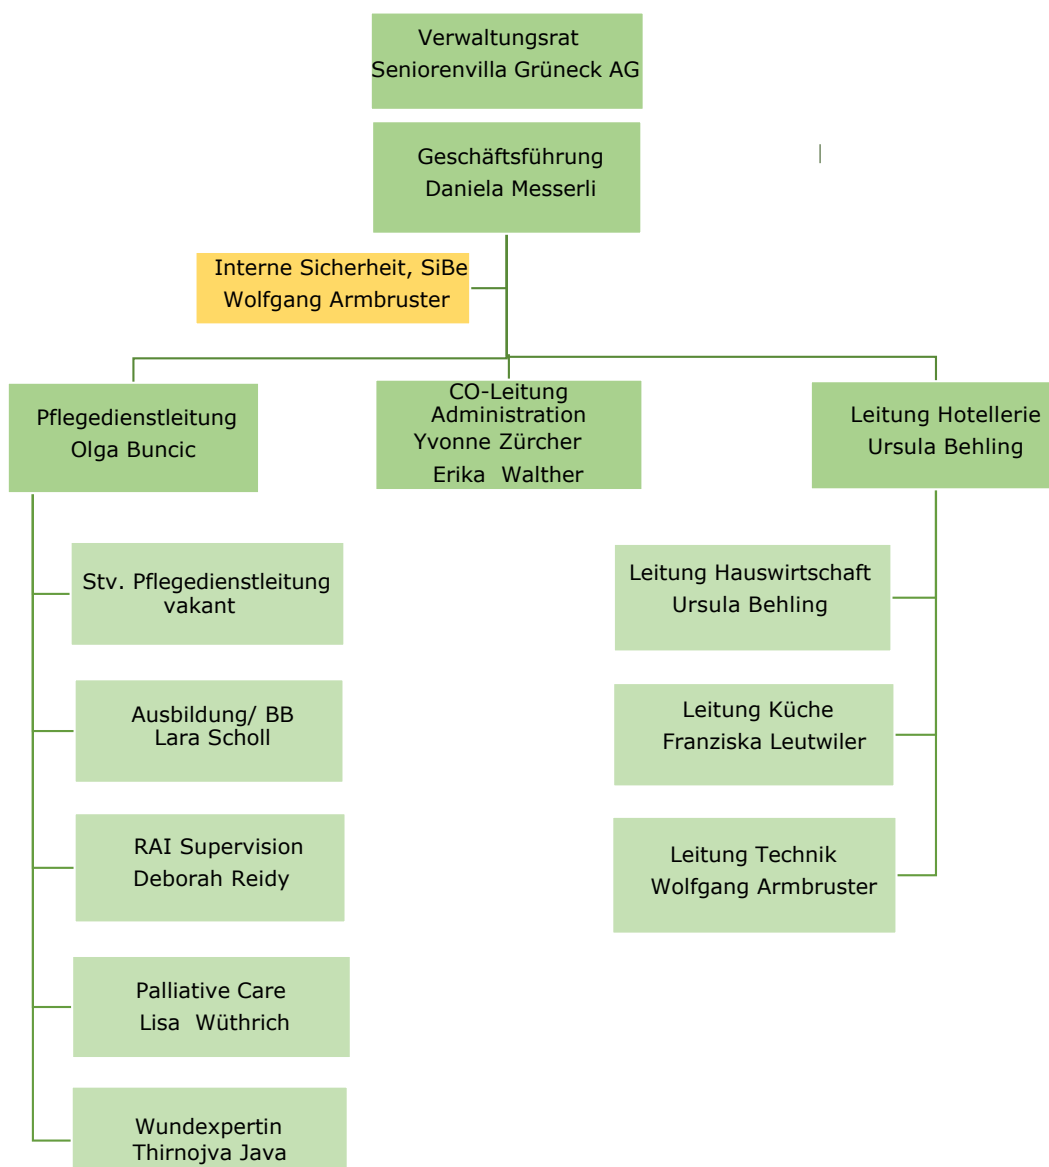 Verwaltungsrat
Seniorenvilla Grüneck AG
Geschäftsführung
Daniela Messerli
Interne Sicherheit, SiBe
Wolfgang Armbruster
Pflegedienstleitung
Olga Buncic
CO-Leitung
Administration
Yvonne Zürcher
Erika Walther
Leitung Hotellerie
Ursula Behling
Stv. Pflegedienstleitung
vakant
Ausbildung/ BB
Lara Scholl
RAI Supervision
Deborah Reidy
Palliative Care
Lisa Wüthrich
Wundexpertin
Thirnojva Java
Leitung Hauswirtschaft
Ursula Behling
Leitung Küche
Franziska Leutwiler
Leitung Technik
Wolfgang Armbruster